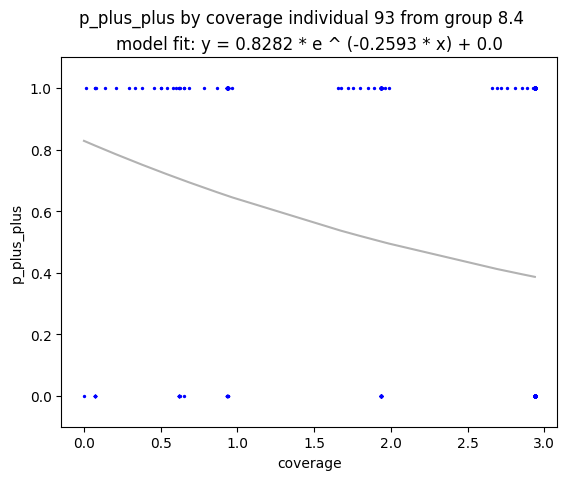 p_plus_plus by coverage individual 93 from group 8.4
model fit: y = 0.8282 * e ^ (-0.2593 * x) + 0.0
1.0
0.8
0.6
0.4
0.2
0.0
p_plus_plus
0.0 0.5 1.0 1.5 2.0 2.5 3.0
coverage